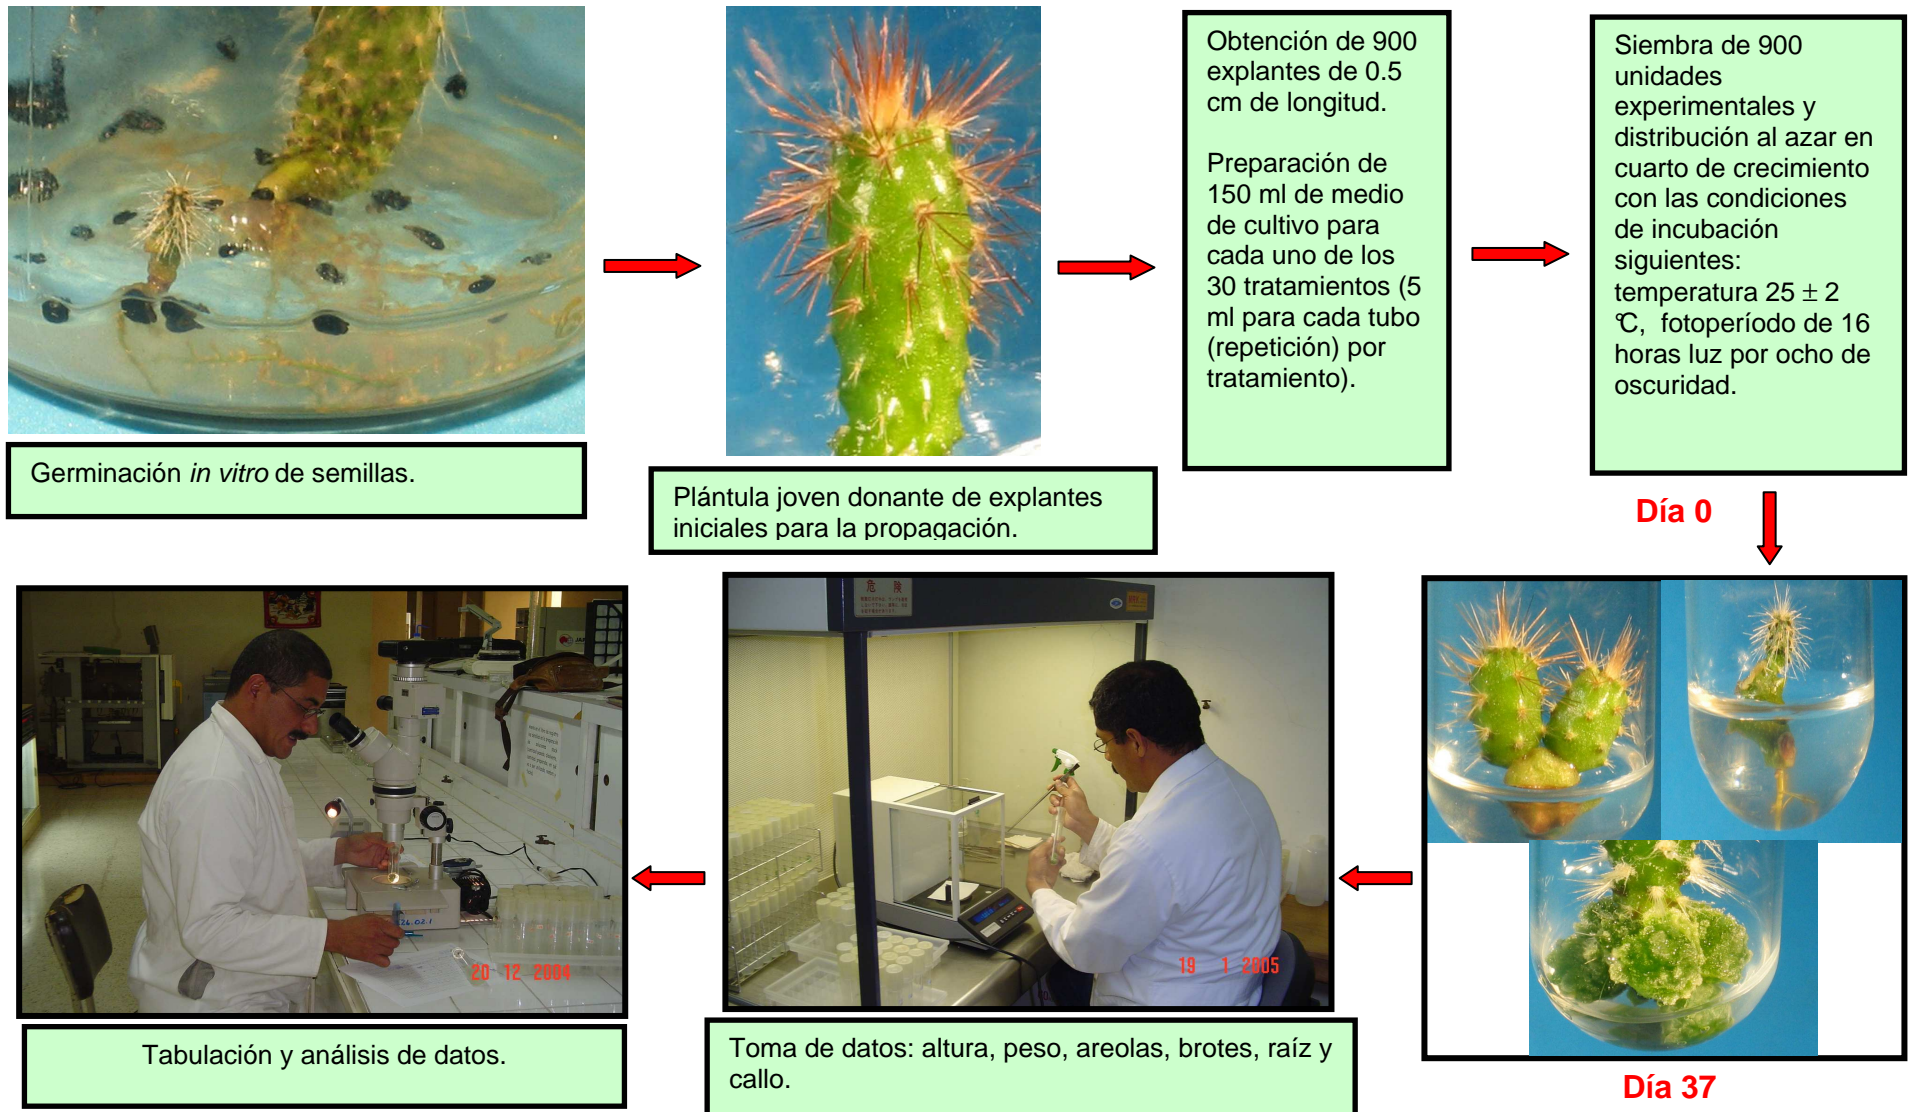 Germinación in vitro de semillas.
Plántula joven donante de explantes
iniciales para la propagación.
Obtención de 900
explantes de 0.5
cm de longitud.
Preparación de
150 ml de medio
de cultivo para
cada uno de los
30 tratamientos (5
ml para cada tubo
(repetición) por
tratamiento).
Siembra de 900
unidades
experimentales y
distribución al azar en
cuarto de crecimiento
con las condiciones
de incubación
siguientes:
temperatura 25 ± 2
°C, fotoperíodo de 16
horas luz por ocho de
oscuridad.
Día 0
Día 37
危 険
19 1 2005
Toma de datos: altura, peso, areolas, brotes, raíz y
callo.
20 12 2004
Tabulación y análisis de datos.